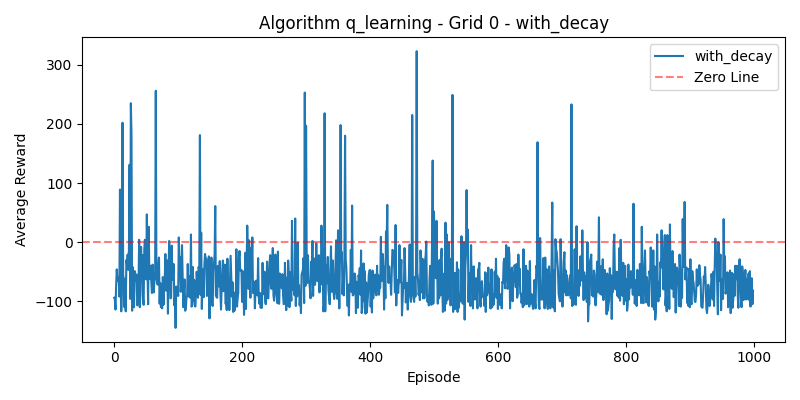 Algorithm q_learning - Grid 0 - with_decay
with_decay
Zero Line
Average Reward
300
200
100
0
−100
0 200 400 600 800 1000
Episode